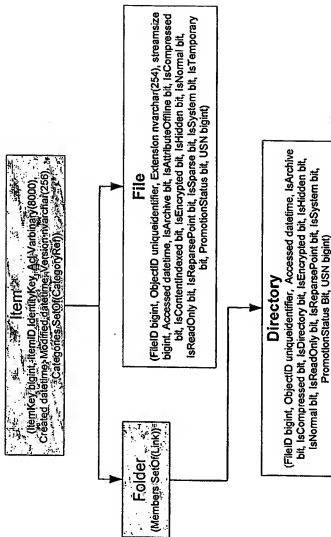 Item
(ItemKey bigint, ItemID IdentityKey, Acl Varbinary(8000),
Created datetime, Modified datetime, Version nvarchar(256),
Categories SetOf(CategoryKey))
Folder
(Members SetOf(Link))
File
(FileID bigint, ObjectID uniqueidentifier, Extension nvarchar(254), streamsize
bigint, Accessed datetime, IsArchive bit, IsAttributeOffline bit, IsCompressed
bit, IsContentIndexed bit, IsEncrypted bit, IsHidden bit, IsNormal bit,
IsReadOnly bit, IsReparsePoint bit, IsSparse bit, IsSystem bit, IsTemporary
bit, PromotionStatus bit, USN bigint)
Directory
(FileID bigint, ObjectID uniqueidentifier, Accessed datetime, IsArchive
bit, IsCompressed bit, IsDirectory bit, IsEncrypted bit, IsHidden bit,
IsNormal bit, IsReadOnly bit, IsReparsePoint bit, IsSystem bit,
PromotionStatus Bit, USN bigint)